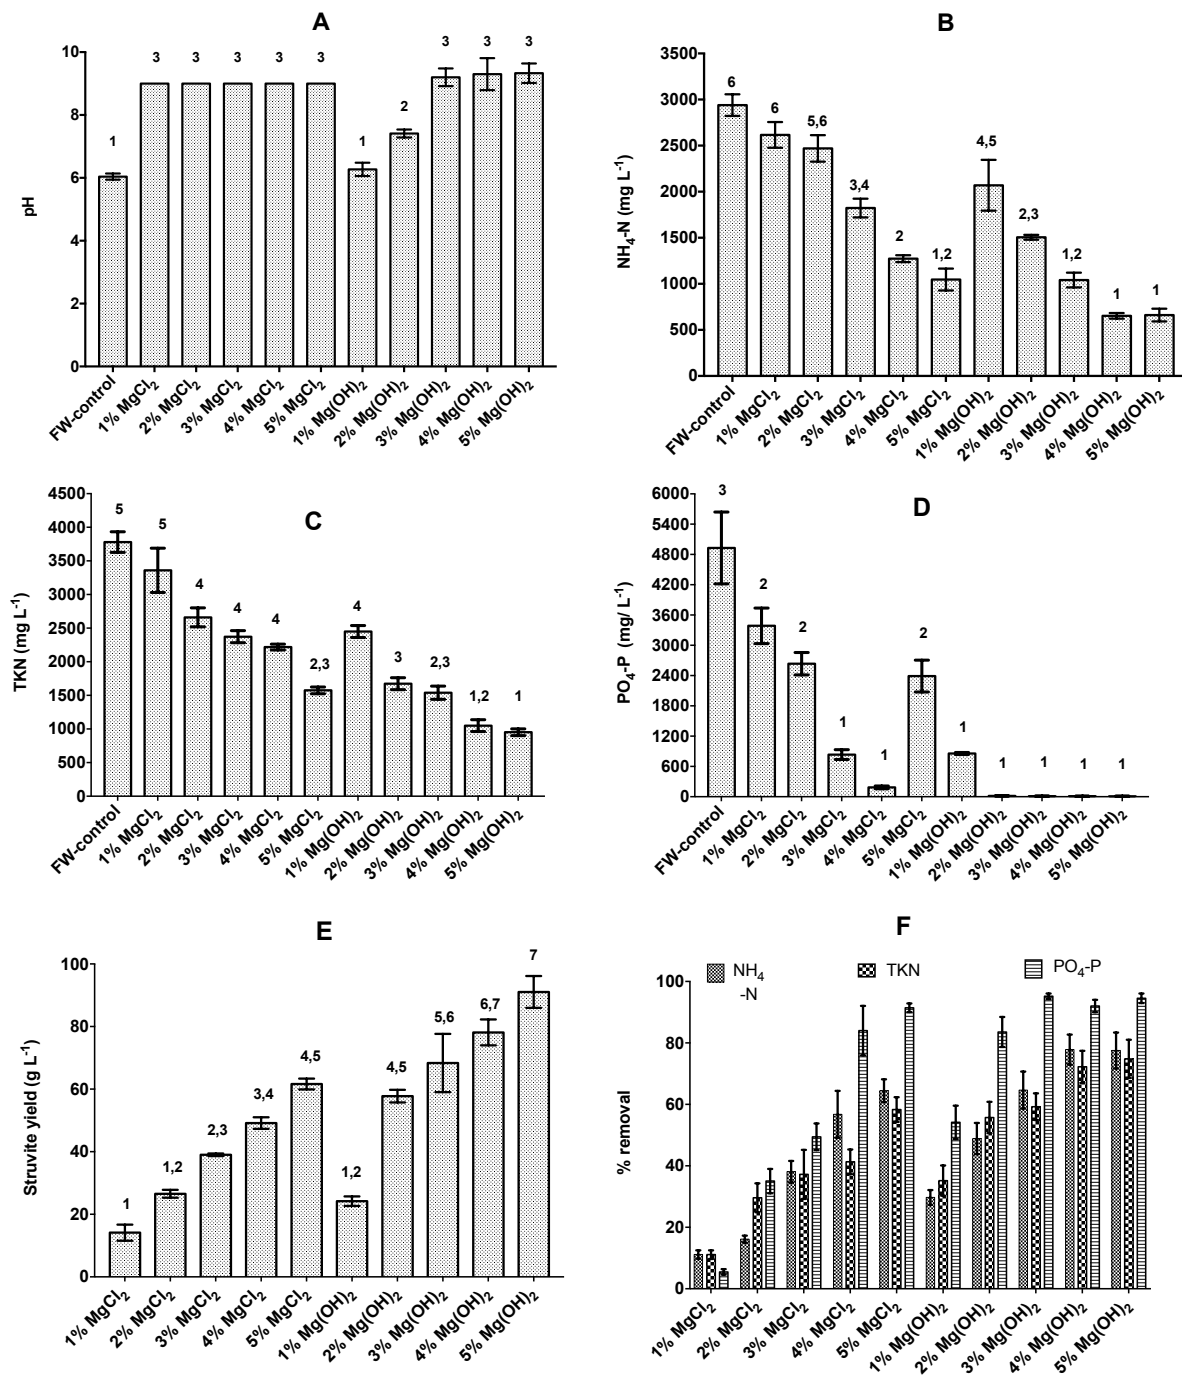 A
pH
10
8
6
4
2
0
1
3
3
3
3
3
1
2
3
3
3
FW-control
1% MgCl₂
2% MgCl₂
3% MgCl₂
4% MgCl₂
5% MgCl₂
1% Mg(OH)₂
2% Mg(OH)₂
3% Mg(OH)₂
4% Mg(OH)₂
5% Mg(OH)₂
B
NH₄-N (mg L⁻¹)
3500
3000
2500
2000
1500
1000
500
0
6
6
5,6
3,4
2
1,2
4,5
2,3
1,2
1
1
FW-control
1% MgCl₂
2% MgCl₂
3% MgCl₂
4% MgCl₂
5% MgCl₂
1% Mg(OH)₂
2% Mg(OH)₂
3% Mg(OH)₂
4% Mg(OH)₂
5% Mg(OH)₂
C
TKN (mg L⁻¹)
4500
4000
3500
3000
2500
2000
1500
1000
500
0
5
5
4
4
4
2,3
4
3
2,3
1,2
1
FW-control
1% MgCl₂
2% MgCl₂
3% MgCl₂
4% MgCl₂
5% MgCl₂
1% Mg(OH)₂
2% Mg(OH)₂
3% Mg(OH)₂
4% Mg(OH)₂
5% Mg(OH)₂
D
PO₄-P (mg/ L⁻¹)
6000
5400
4800
4200
3600
3000
2400
1800
1200
600
0
3
2
2
1
1
2
1
1
1
1
1
FW-control
1% MgCl₂
2% MgCl₂
3% MgCl₂
4% MgCl₂
5% MgCl₂
1% Mg(OH)₂
2% Mg(OH)₂
3% Mg(OH)₂
4% Mg(OH)₂
5% Mg(OH)₂
E
Struvite yield (g L⁻¹)
100
80
60
40
20
0
1
1,2
2,3
3,4
4,5
1,2
4,5
5,6
6,7
7
1% MgCl₂
2% MgCl₂
3% MgCl₂
4% MgCl₂
5% MgCl₂
1% Mg(OH)₂
2% Mg(OH)₂
3% Mg(OH)₂
4% Mg(OH)₂
5% Mg(OH)₂
F
NH₄
-N
TKN
PO₄-P
% removal
100
80
60
40
20
0
1% MgCl₂
2% MgCl₂
3% MgCl₂
4% MgCl₂
5% MgCl₂
1% Mg(OH)₂
2% Mg(OH)₂
3% Mg(OH)₂
4% Mg(OH)₂
5% Mg(OH)₂